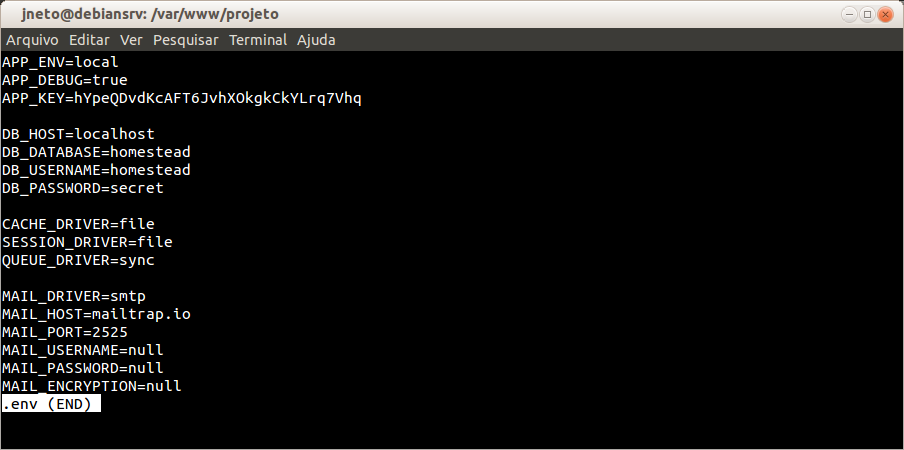 jneto@debiansrv: /var/www/projeto
Arquivo Editar Ver Pesquisar Terminal Ajuda
APP_ENV=local
APP_DEBUG=true
APP_KEY=hYpeQDvdKcAFT6JvhXOkgkCkYLrq7Vhq
DB_HOST=localhost
DB_DATABASE=homestead
DB_USERNAME=homestead
DB_PASSWORD=secret
CACHE_DRIVER=file
SESSION_DRIVER=file
QUEUE_DRIVER=sync
MAIL_DRIVER=smtp
MAIL_HOST=mailtrap.io
MAIL_PORT=2525
MAIL_USERNAME=null
MAIL_PASSWORD=null
MAIL_ENCRYPTION=null
.env (END)